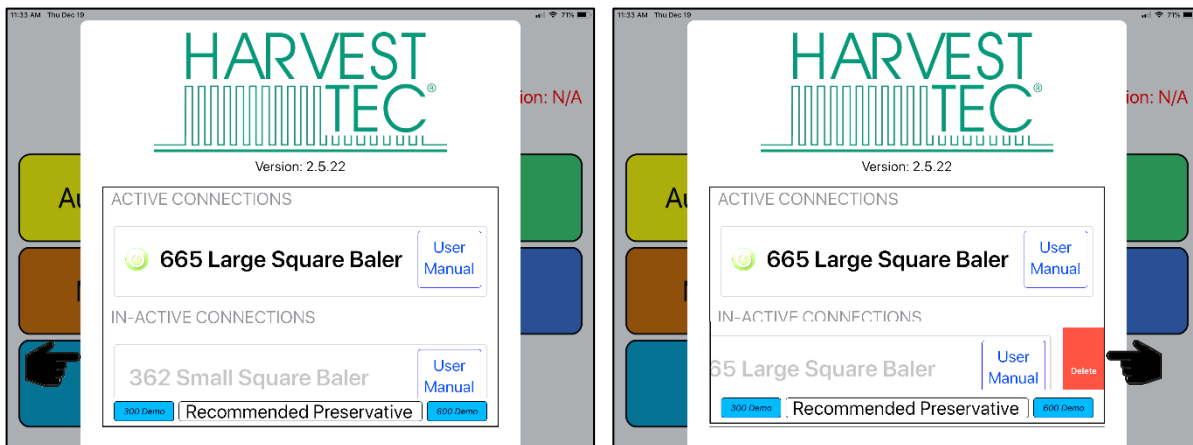 11:33 AM Thu Dec 19
71%
HARVEST
TEC®
ion: N/A
Version: 2.5.22
Au
ACTIVE CONNECTIONS
665 Large Square Baler
User
Manual
IN-ACTIVE CONNECTIONS
362 Small Square Baler
User
Manual
300 Demo
Recommended Preservative
600 Demo
11:33 AM Thu Dec 19
71%
HARVEST
TEC®
ion: N/A
Version: 2.5.22
Au
ACTIVE CONNECTIONS
665 Large Square Baler
User
Manual
IN-ACTIVE CONNECTIONS
65 Large Square Baler
User
Manual
Delete
300 Demo
Recommended Preservative
600 Demo